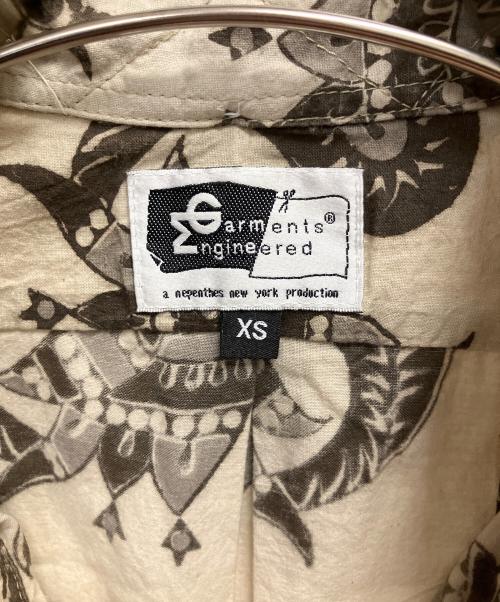 Garments®
Engineered
a nepenthes new york production
XS